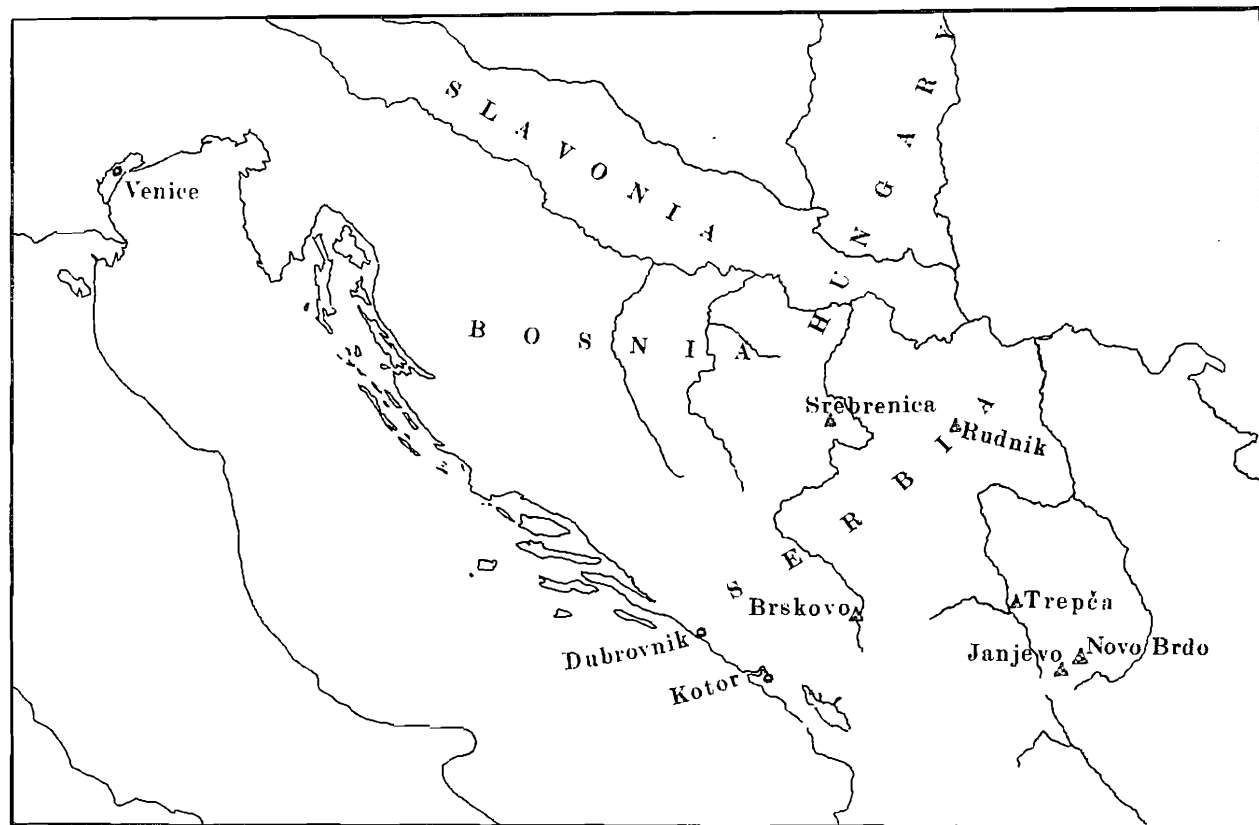 SLAVONIA
HUNGARY
Venice
BOSNIA
Srebrenica
Rudnik
SERBIA
Brskovo
Trepča
Dubrovnik
Janjevo
Novo Brdo
Kotor